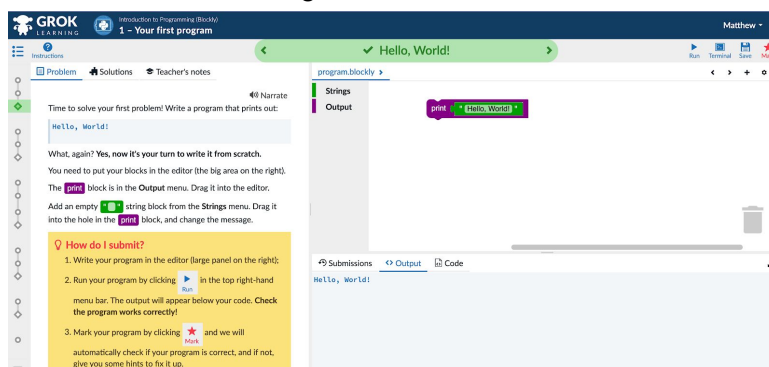 GROK
LEARNING
Introduction to Programming (Blockly)
1 – Your first program
Matthew
Instructions
Hello, World!
Run Terminal Save
Problem Solutions Teacher's notes
Narrate
Time to solve your first problem! Write a program that prints out:
Hello, World!
What, again? Yes, now it's your turn to write it from scratch.
You need to put your blocks in the editor (the big area on the right).
The print block is in the Output menu. Drag it into the editor.
Add an empty " " string block from the Strings menu. Drag it
into the hole in the print block, and change the message.
How do I submit?
1. Write your program in the editor (large panel on the right);
2. Run your program by clicking Run in the top right-hand
menu bar. The output will appear below your code. Check
the program works correctly!
3. Mark your program by clicking Mark and we will
automatically check if your program is correct, and if not,
give you some hints to fix it up.
program.blockly
Strings
Output
print " Hello, World! "
Submissions Output Code
Hello, World!